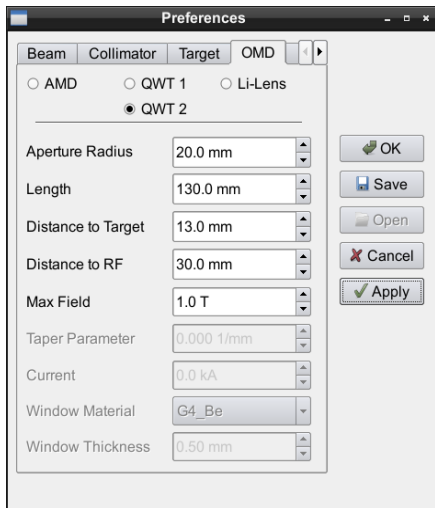 Preferences
Beam Collimator Target OMD
AMD QWT 1 Li-Lens
QWT 2
Aperture Radius 20.0 mm
Length 130.0 mm
Distance to Target 13.0 mm
Distance to RF 30.0 mm
Max Field 1.0 T
Taper Parameter 0.000 1/mm
Current 0.0 kA
Window Material G4_Be
Window Thickness 0.50 mm
OK
Save
Open
Cancel
Apply